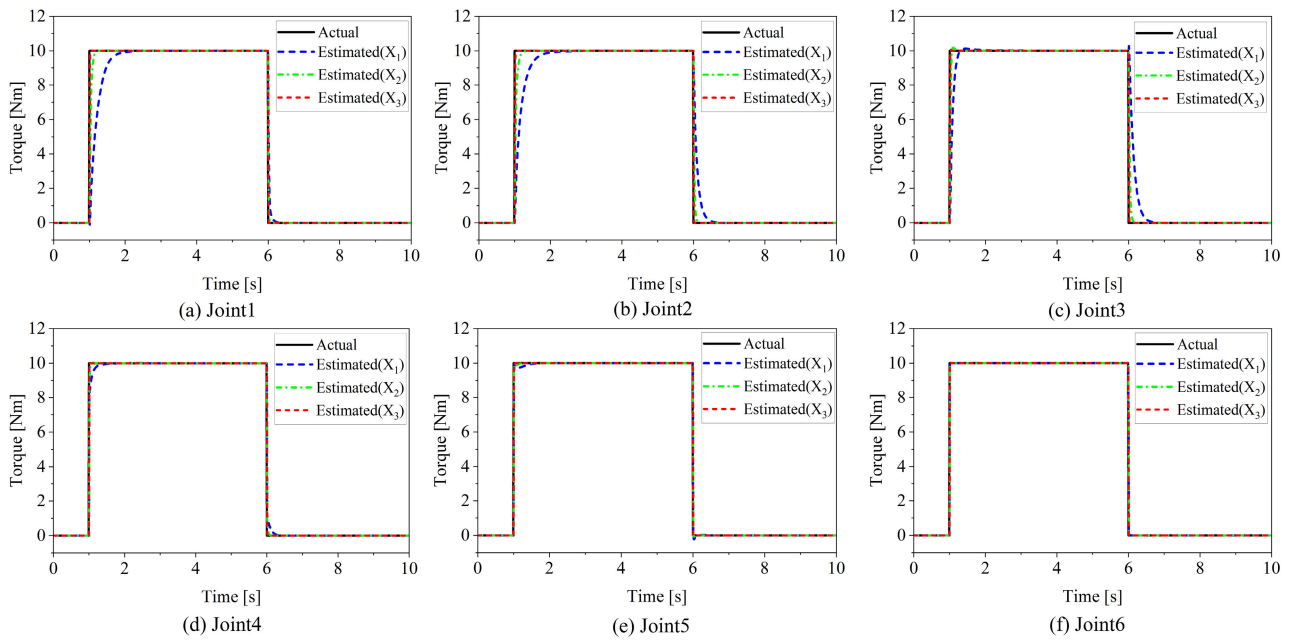 12
10
8
6
4
2
0
Torque [Nm]
Actual
Estimated(X₁)
Estimated(X₂)
Estimated(X₃)
0 2 4 6 8 10
Time [s]
(a) Joint1
12
10
8
6
4
2
0
Torque [Nm]
Actual
Estimated(X₁)
Estimated(X₂)
Estimated(X₃)
0 2 4 6 8 10
Time [s]
(b) Joint2
12
10
8
6
4
2
0
Torque [Nm]
Actual
Estimated(X₁)
Estimated(X₂)
Estimated(X₃)
0 2 4 6 8 10
Time [s]
(c) Joint3
12
10
8
6
4
2
0
Torque [Nm]
Actual
Estimated(X₁)
Estimated(X₂)
Estimated(X₃)
0 2 4 6 8 10
Time [s]
(d) Joint4
12
10
8
6
4
2
0
Torque [Nm]
Actual
Estimated(X₁)
Estimated(X₂)
Estimated(X₃)
0 2 4 6 8 10
Time [s]
(e) Joint5
12
10
8
6
4
2
0
Torque [Nm]
Actual
Estimated(X₁)
Estimated(X₂)
Estimated(X₃)
0 2 4 6 8 10
Time [s]
(f) Joint6